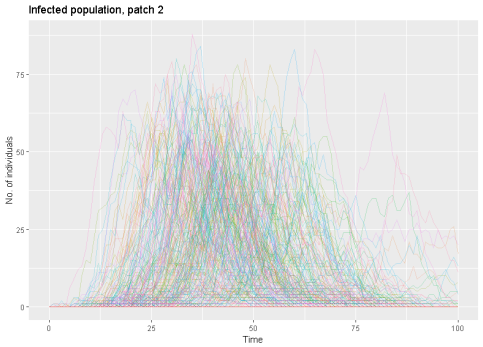 Infected population, patch 2
No. of individuals
75
50
25
0
0 25 50 75 100
Time